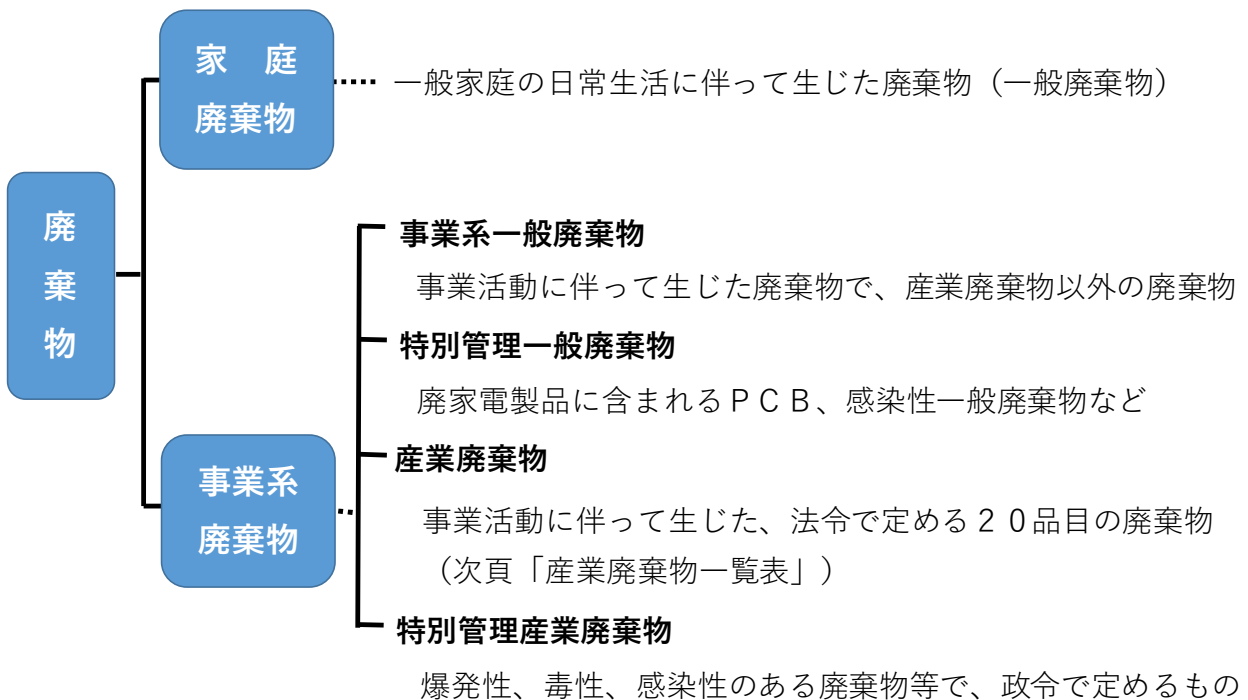 廃棄物
家　庭
廃棄物
一般家庭の日常生活に伴って生じた廃棄物（一般廃棄物）
事業系
廃棄物
事業系一般廃棄物
事業活動に伴って生じた廃棄物で、産業廃棄物以外の廃棄物
特別管理一般廃棄物
廃家電製品に含まれるＰＣＢ、感染性一般廃棄物など
産業廃棄物
事業活動に伴って生じた、法令で定める２０品目の廃棄物
（次頁「産業廃棄物一覧表」）
特別管理産業廃棄物
爆発性、毒性、感染性のある廃棄物等で、政令で定めるもの